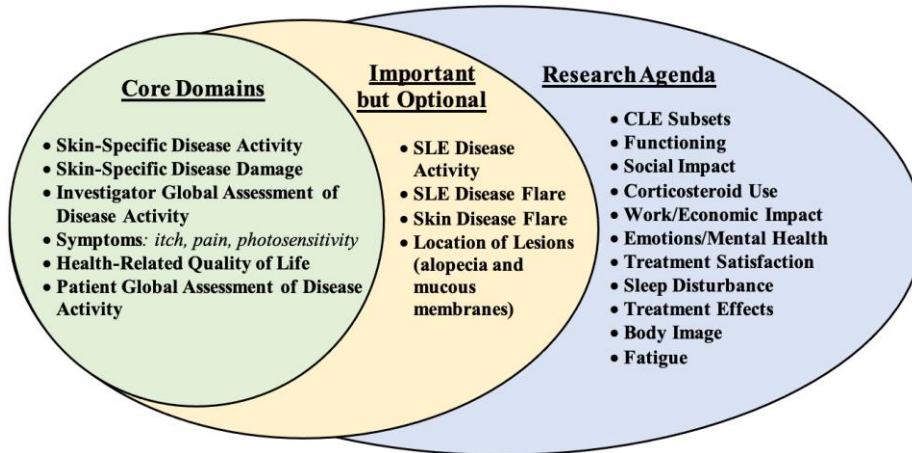 Core Domains
• Skin-Specific Disease Activity
• Skin-Specific Disease Damage
• Investigator Global Assessment of
Disease Activity
• Symptoms: itch, pain, photosensitivity
• Health-Related Quality of Life
• Patient Global Assessment of Disease
Activity
Important
but Optional
• SLE Disease
Activity
• SLE Disease Flare
• Skin Disease Flare
• Location of Lesions
(alopecia and
mucous
membranes)
Research Agenda
• CLE Subsets
• Functioning
• Social Impact
• Corticosteroid Use
• Work/Economic Impact
• Emotions/Mental Health
• Treatment Satisfaction
• Sleep Disturbance
• Treatment Effects
• Body Image
• Fatigue